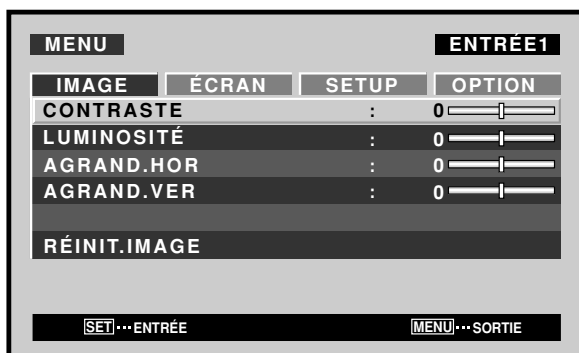 MENU ENTRÉE1
IMAGE ÉCRAN SETUP OPTION
CONTRASTE : 0
LUMINOSITÉ : 0
AGRAND.HOR : 0
AGRAND.VER : 0
RÉINIT.IMAGE
SET ··· ENTRÉE MENU ··· SORTIE